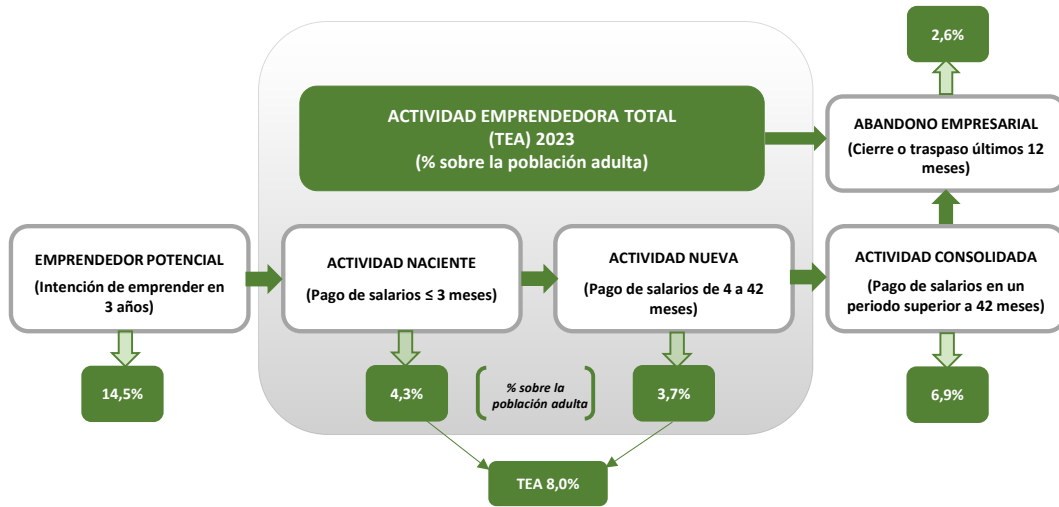 2,6%
ACTIVIDAD EMPRENDEDORA TOTAL
(TEA) 2023
(% sobre la población adulta)
ABANDONO EMPRESARIAL
(Cierre o traspaso últimos 12
meses)
EMPRENDEDOR POTENCIAL
(Intención de emprender en
3 años)
ACTIVIDAD NACIENTE
(Pago de salarios ≤ 3 meses)
ACTIVIDAD NUEVA
(Pago de salarios de 4 a 42
meses)
ACTIVIDAD CONSOLIDADA
(Pago de salarios en un
periodo superior a 42 meses)
14,5%
4,3%
% sobre la
población adulta
3,7%
6,9%
TEA 8,0%